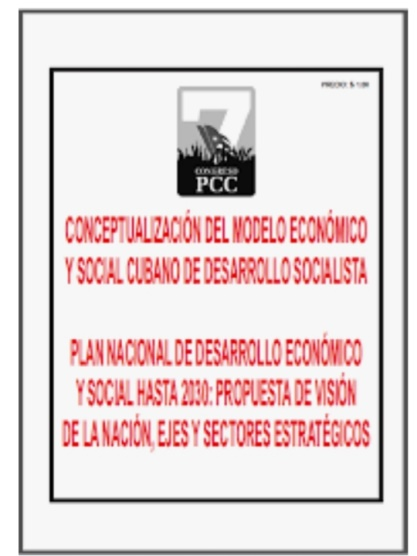 PRECIO: $ 1.00
7
CONGRESO
PCC
CONCEPTUALIZACIÓN DEL MODELO ECONÓMICO
Y SOCIAL CUBANO DE DESARROLLO SOCIALISTA
PLAN NACIONAL DE DESARROLLO ECONÓMICO
Y SOCIAL HASTA 2030: PROPUESTA DE VISIÓN
DE LA NACIÓN, EJES Y SECTORES ESTRATÉGICOS